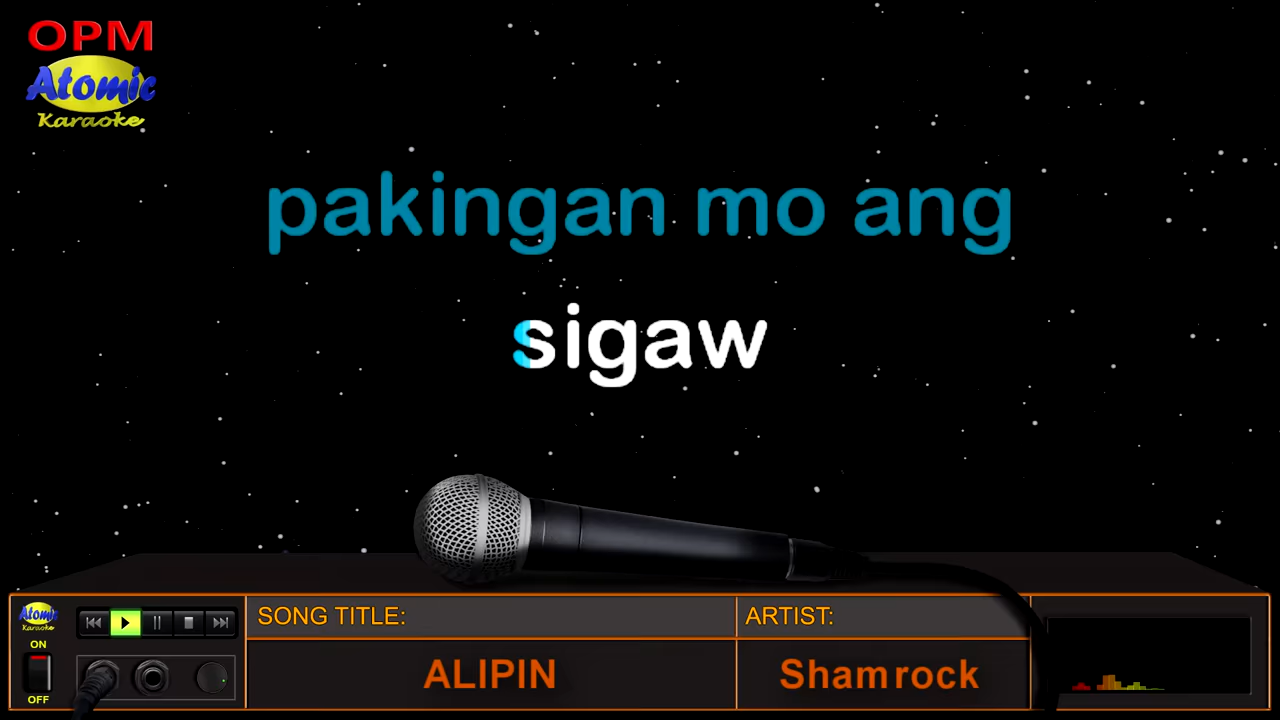 OPM
Atomic
Karaoke
pakingan mo ang
sigaw
Atomic
Karaoke
ON
OFF
SONG TITLE:
ARTIST:
ALIPIN
Shamrock